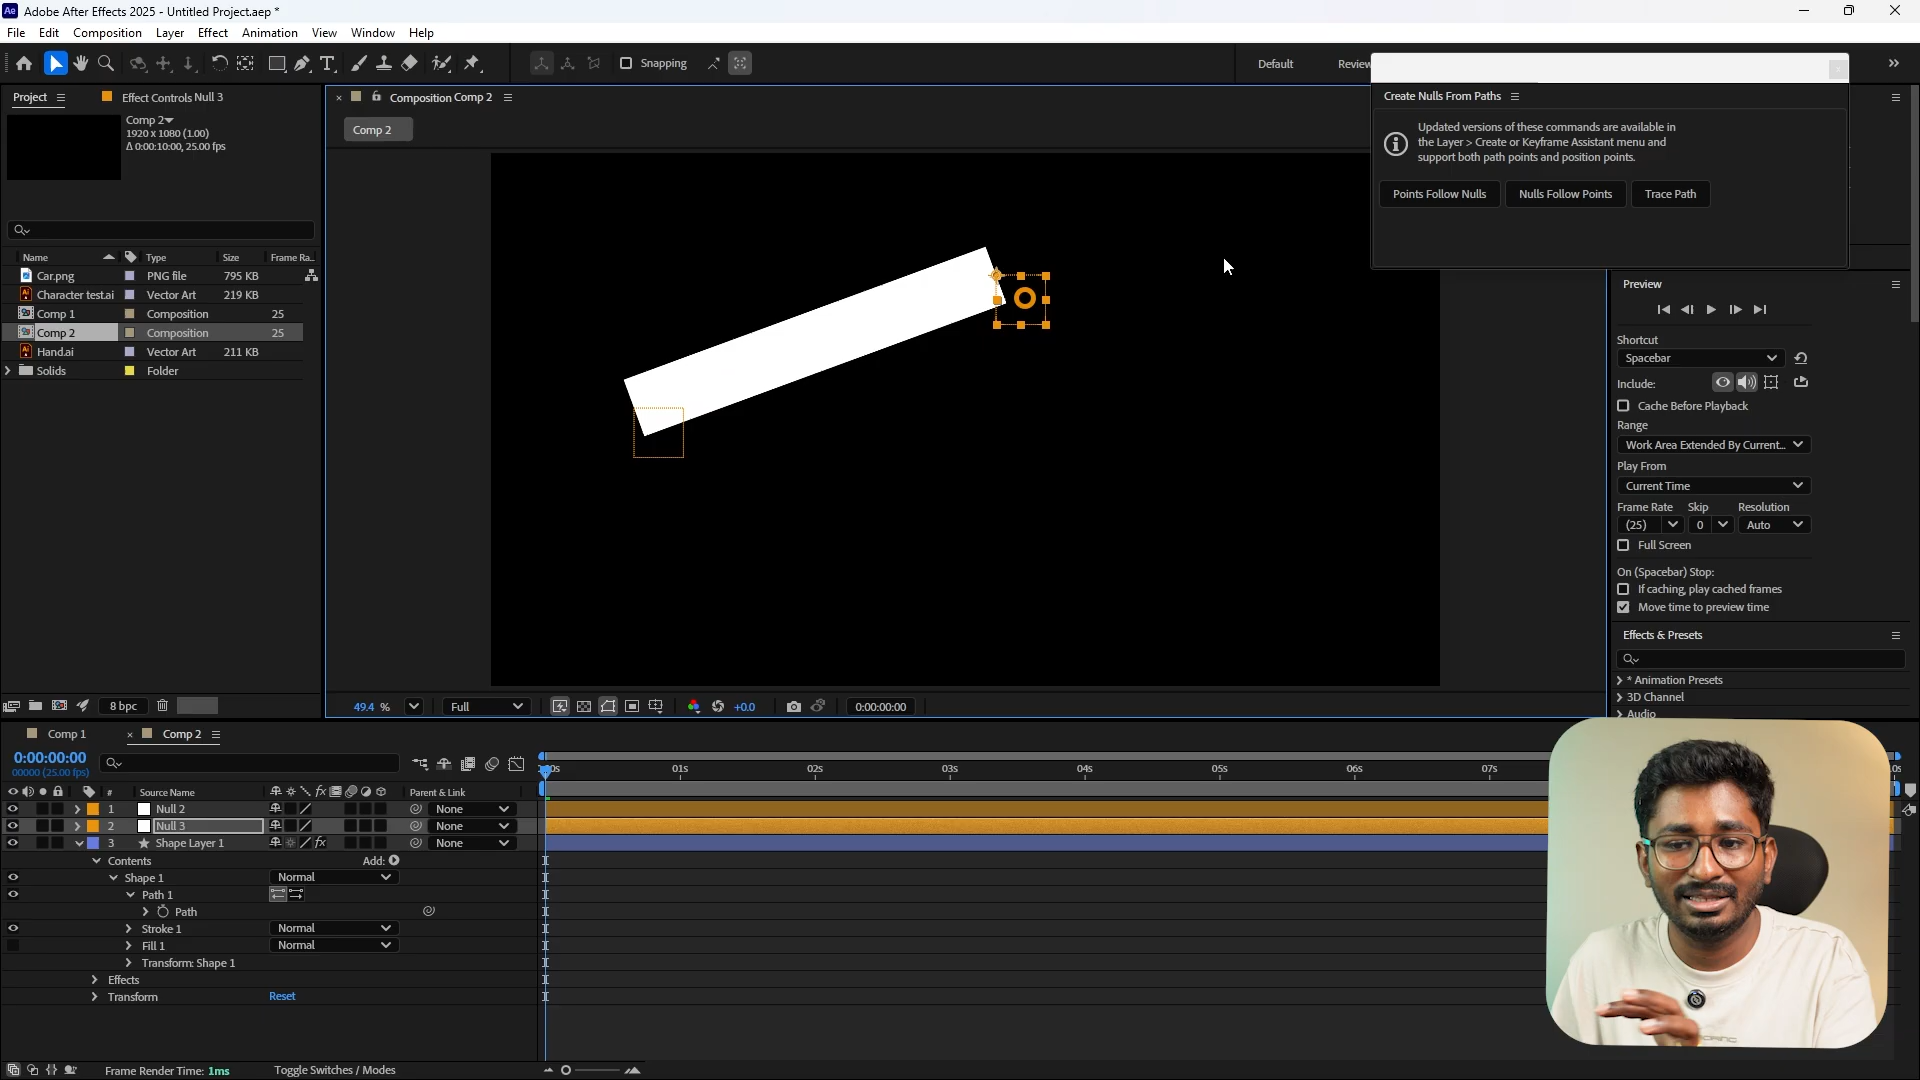 Adobe After Effects 2025 - Untitled Project.aep *
File Edit Composition Layer Effect Animation View Window Help
Snapping Default Review
Project Effect Controls Null 3
Composition Comp 2
Comp 2
Comp 2
1920 x 1080 (1.00)
Δ 0:00:10:00, 25.00 fps
Create Nulls From Paths
Updated versions of these commands are available in
the Layer > Create or Keyframe Assistant menu and
support both path points and position points.
Points Follow Nulls Nulls Follow Points Trace Path
Name Type Size Frame Ra..
Car.png PNG file 795 KB
Character test.ai Vector Art 219 KB
Comp 1 Composition 25
Comp 2 Composition 25
Hand.ai Vector Art 211 KB
Solids Folder
Preview
Shortcut
Spacebar
Include:
Cache Before Playback
Range
Work Area Extended By Current...
Play From
Current Time
Frame Rate Skip Resolution
(25) 0 Auto
Full Screen
On (Spacebar) Stop:
If caching, play cached frames
Move time to preview time
Effects & Presets
* Animation Presets
3D Channel
Audio
8 bpc
49.4 % Full +0.0 0:00:00:00
Comp 1 Comp 2
0:00:00:00
00000 (25.00 fps)
01s 02s 03s 04s 05s 06s 07s
# Source Name fx Parent & Link
1 Null 2 None
2 Null 3 None
3 Shape Layer 1 fx None
Contents Add:
Shape 1 Normal
Path 1
Path
Stroke 1 Normal
Fill 1 Normal
Transform: Shape 1
Effects
Transform Reset
Frame Render Time: 1ms Toggle Switches / Modes